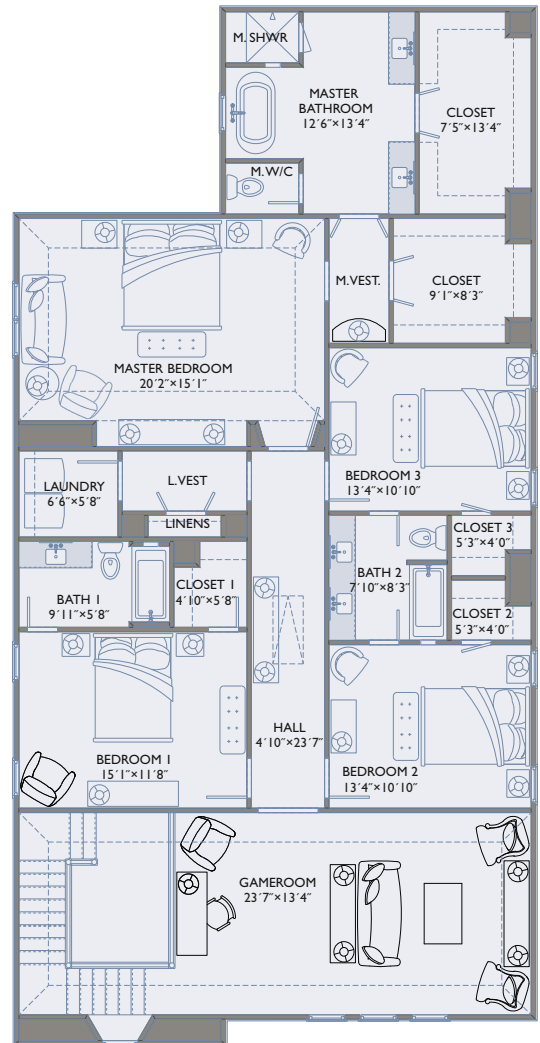 M. SHWR
MASTER
BATHROOM
12´6˝×13´4˝
CLOSET
7´5˝×13´4˝
M.W/C
M.VEST.
CLOSET
9´1˝×8´3˝
MASTER BEDROOM
20´2˝×15´1˝
BEDROOM 3
13´4˝×10´10˝
LAUNDRY
6´6˝×5´8˝
L.VEST
LINENS
CLOSET 3
5´3˝×4´0˝
BATH 2
7´10˝×8´3˝
CLOSET 1
4´10˝×5´8˝
BATH 1
9´11˝×5´8˝
CLOSET 2
5´3˝×4´0˝
HALL
4´10˝×23´7˝
BEDROOM 1
15´1˝×11´8˝
BEDROOM 2
13´4˝×10´10˝
GAMEROOM
23´7˝×13´4˝